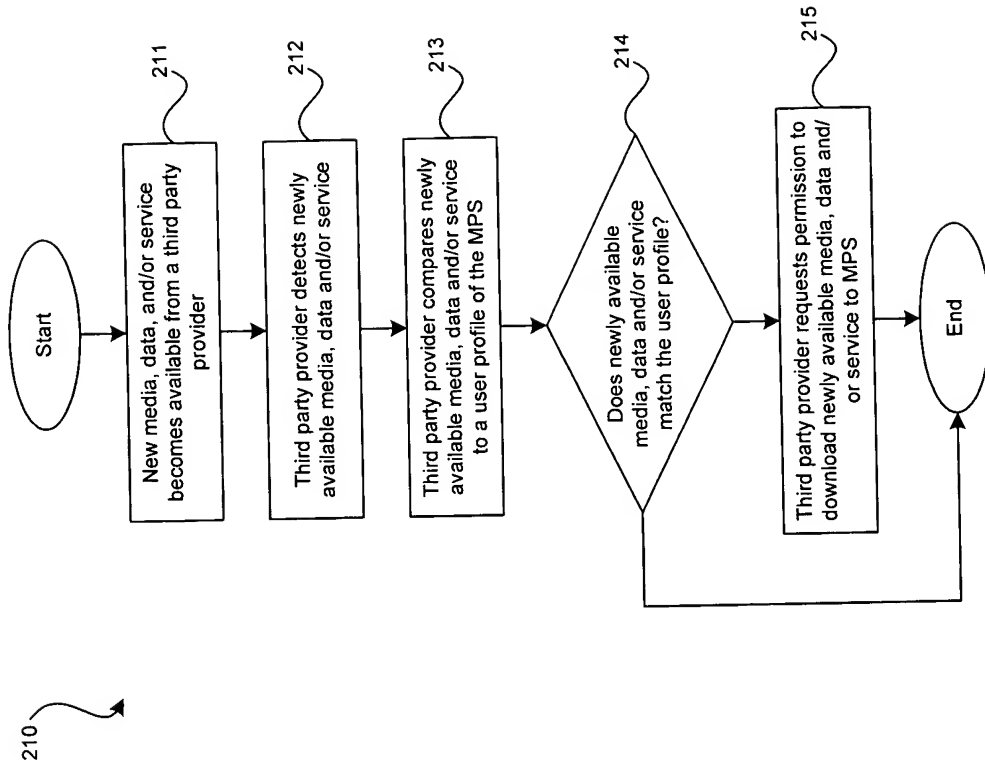 210
Start
New media, data, and/or service
becomes available from a third party
provider
211
Third party provider detects newly
available media, data and/or service
212
Third party provider compares newly
available media, data and/or service
to a user profile of the MPS
213
Does newly available
media, data and/or service
match the user profile?
214
Third party provider requests permission to
download newly available media, data and/
or service to MPS
215
End